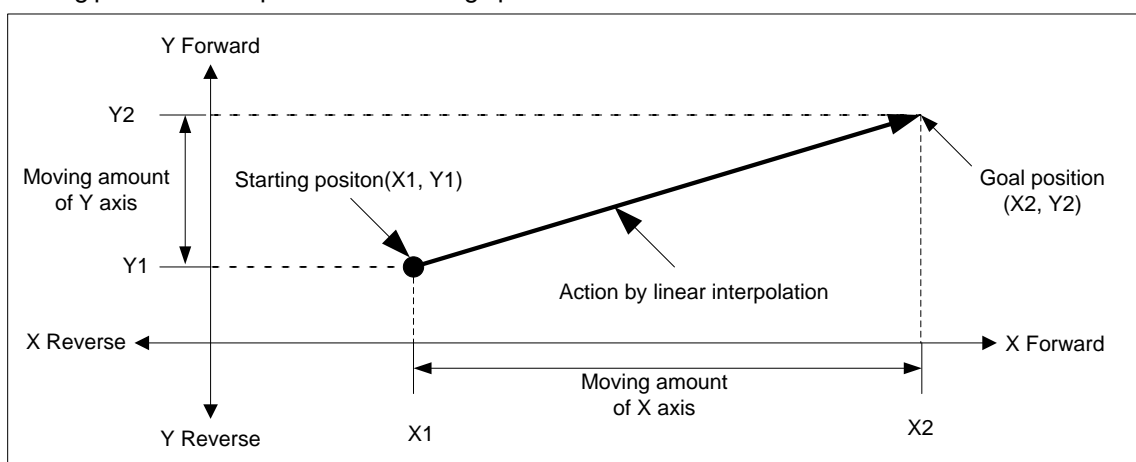 Y Forward
Y2
Moving amount
of Y axis
Starting positon(X1, Y1)
Goal position
(X2, Y2)
Y1
Action by linear interpolation
X Reverse
X Forward
Moving amount
of X axis
X1
X2
Y Reverse